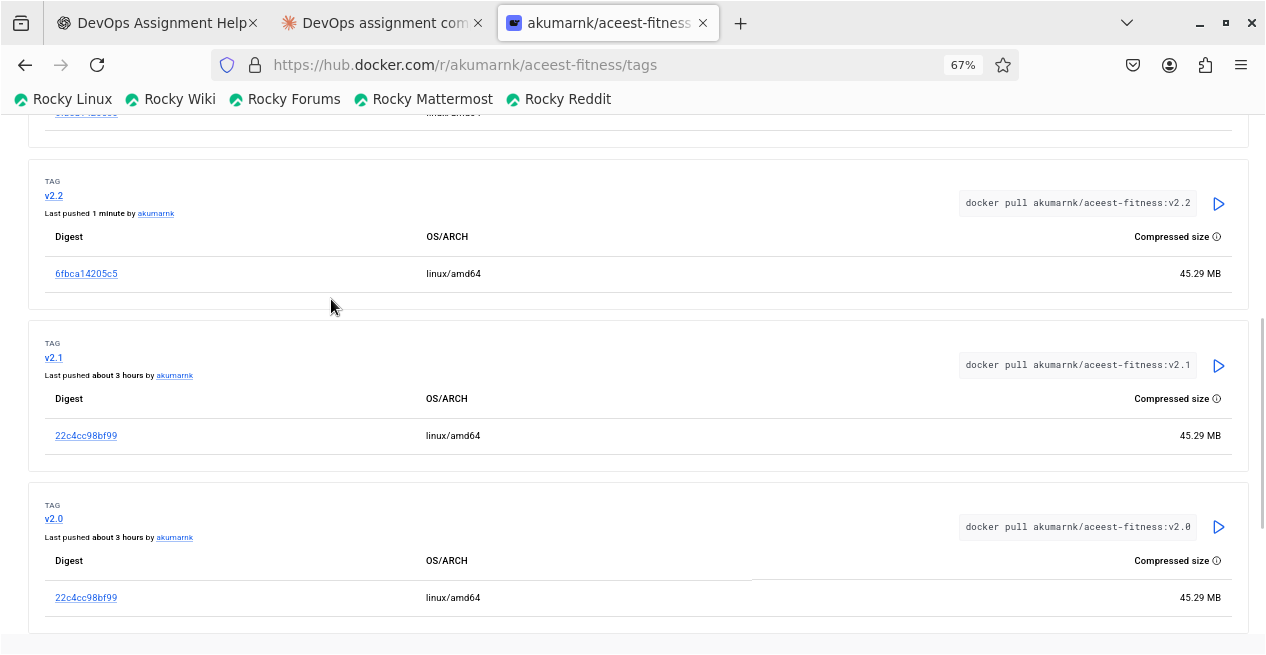 DevOps Assignment Help
DevOps assignment com
akumarnk/aceest-fitness
https://hub.docker.com/r/akumarnk/aceest-fitness/tags
67%
Rocky Linux
Rocky Wiki
Rocky Forums
Rocky Mattermost
Rocky Reddit
TAG
v2.2
Last pushed 1 minute by akumarnk
docker pull akumarnk/aceest-fitness:v2.2
Digest OS/ARCH Compressed size
6fbca14205c5 linux/amd64 45.29 MB
TAG
v2.1
Last pushed about 3 hours by akumarnk
docker pull akumarnk/aceest-fitness:v2.1
Digest OS/ARCH Compressed size
22c4cc98bf99 linux/amd64 45.29 MB
TAG
v2.0
Last pushed about 3 hours by akumarnk
docker pull akumarnk/aceest-fitness:v2.0
Digest OS/ARCH Compressed size
22c4cc98bf99 linux/amd64 45.29 MB